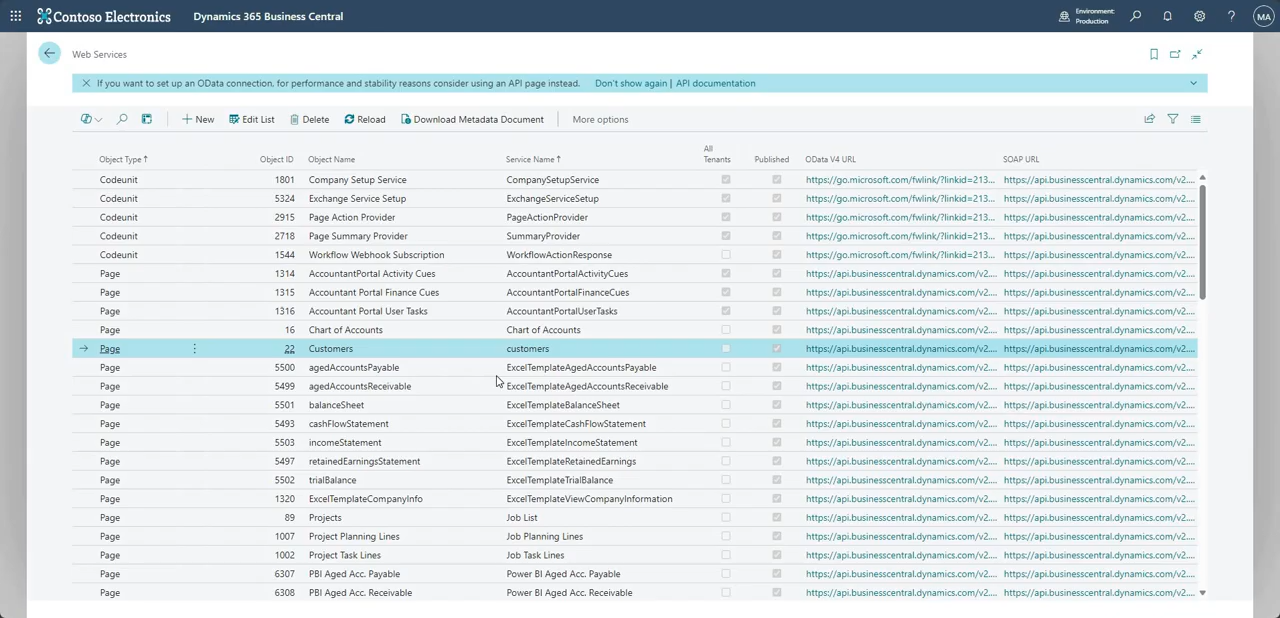 Contoso Electronics Dynamics 365 Business Central Environment: Production ? MA
Web Services
If you want to set up an OData connection, for performance and stability reasons consider using an API page instead. Don't show again | API documentation
New Edit List Delete Reload Download Metadata Document More options
Object Type ↑ Object ID Object Name Service Name ↑ All Tenants Published OData V4 URL SOAP URL
Codeunit 1801 Company Setup Service CompanySetupService https://go.microsoft.com/fwlink/?linkid=213... https://api.businesscentral.dynamics.com/v2....
Codeunit 5324 Exchange Service Setup ExchangeServiceSetup https://go.microsoft.com/fwlink/?linkid=213... https://api.businesscentral.dynamics.com/v2....
Codeunit 2915 Page Action Provider PageActionProvider https://go.microsoft.com/fwlink/?linkid=213... https://api.businesscentral.dynamics.com/v2....
Codeunit 2718 Page Summary Provider SummaryProvider https://go.microsoft.com/fwlink/?linkid=213... https://api.businesscentral.dynamics.com/v2....
Codeunit 1544 Workflow Webhook Subscription WorkflowActionResponse https://go.microsoft.com/fwlink/?linkid=213... https://api.businesscentral.dynamics.com/v2....
Page 1314 AccountantPortal Activity Cues AccountantPortalActivityCues https://api.businesscentral.dynamics.com/v2.... https://api.businesscentral.dynamics.com/v2....
Page 1315 Accountant Portal Finance Cues AccountantPortalFinanceCues https://api.businesscentral.dynamics.com/v2.... https://api.businesscentral.dynamics.com/v2....
Page 1316 Accountant Portal User Tasks AccountantPortalUserTasks https://api.businesscentral.dynamics.com/v2.... https://api.businesscentral.dynamics.com/v2....
Page 16 Chart of Accounts Chart of Accounts https://api.businesscentral.dynamics.com/v2.... https://api.businesscentral.dynamics.com/v2....
Page 22 Customers customers https://api.businesscentral.dynamics.com/v2.... https://api.businesscentral.dynamics.com/v2....
Page 5500 agedAccountsPayable ExcelTemplateAgedAccountsPayable https://api.businesscentral.dynamics.com/v2.... https://api.businesscentral.dynamics.com/v2....
Page 5499 agedAccountsReceivable ExcelTemplateAgedAccountsReceivable https://api.businesscentral.dynamics.com/v2.... https://api.businesscentral.dynamics.com/v2....
Page 5501 balanceSheet ExcelTemplateBalanceSheet https://api.businesscentral.dynamics.com/v2.... https://api.businesscentral.dynamics.com/v2....
Page 5493 cashFlowStatement ExcelTemplateCashFlowStatement https://api.businesscentral.dynamics.com/v2.... https://api.businesscentral.dynamics.com/v2....
Page 5503 incomeStatement ExcelTemplateIncomeStatement https://api.businesscentral.dynamics.com/v2.... https://api.businesscentral.dynamics.com/v2....
Page 5497 retainedEarningsStatement ExcelTemplateRetainedEarnings https://api.businesscentral.dynamics.com/v2.... https://api.businesscentral.dynamics.com/v2....
Page 5502 trialBalance ExcelTemplateTrialBalance https://api.businesscentral.dynamics.com/v2.... https://api.businesscentral.dynamics.com/v2....
Page 1320 ExcelTemplateCompanyInfo ExcelTemplateViewCompanyInformation https://api.businesscentral.dynamics.com/v2.... https://api.businesscentral.dynamics.com/v2....
Page 89 Projects Job List https://api.businesscentral.dynamics.com/v2.... https://api.businesscentral.dynamics.com/v2....
Page 1007 Project Planning Lines Job Planning Lines https://api.businesscentral.dynamics.com/v2.... https://api.businesscentral.dynamics.com/v2....
Page 1002 Project Task Lines Job Task Lines https://api.businesscentral.dynamics.com/v2.... https://api.businesscentral.dynamics.com/v2....
Page 6307 PBI Aged Acc. Payable Power BI Aged Acc. Payable https://api.businesscentral.dynamics.com/v2.... https://api.businesscentral.dynamics.com/v2....
Page 6308 PBI Aged Acc. Receivable Power BI Aged Acc. Receivable https://api.businesscentral.dynamics.com/v2.... https://api.businesscentral.dynamics.com/v2....